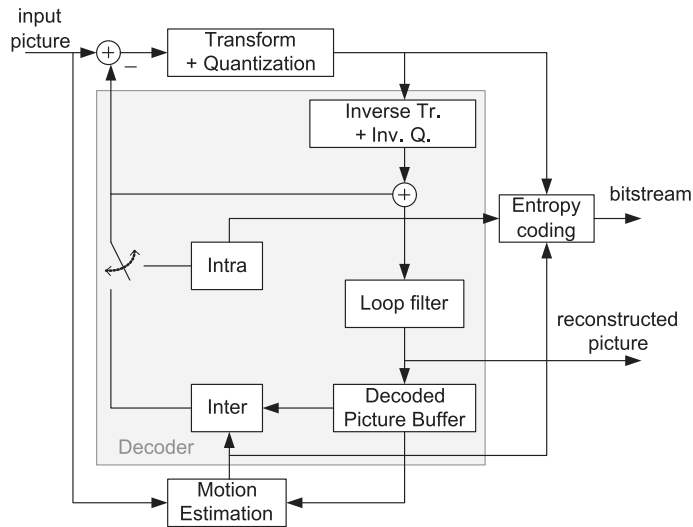 input
picture
+
−
Transform
+ Quantization
Inverse Tr.
+ Inv. Q.
+
Entropy
coding
bitstream
Intra
Loop filter
reconstructed
picture
Inter
Decoded
Picture Buffer
Decoder
Motion
Estimation